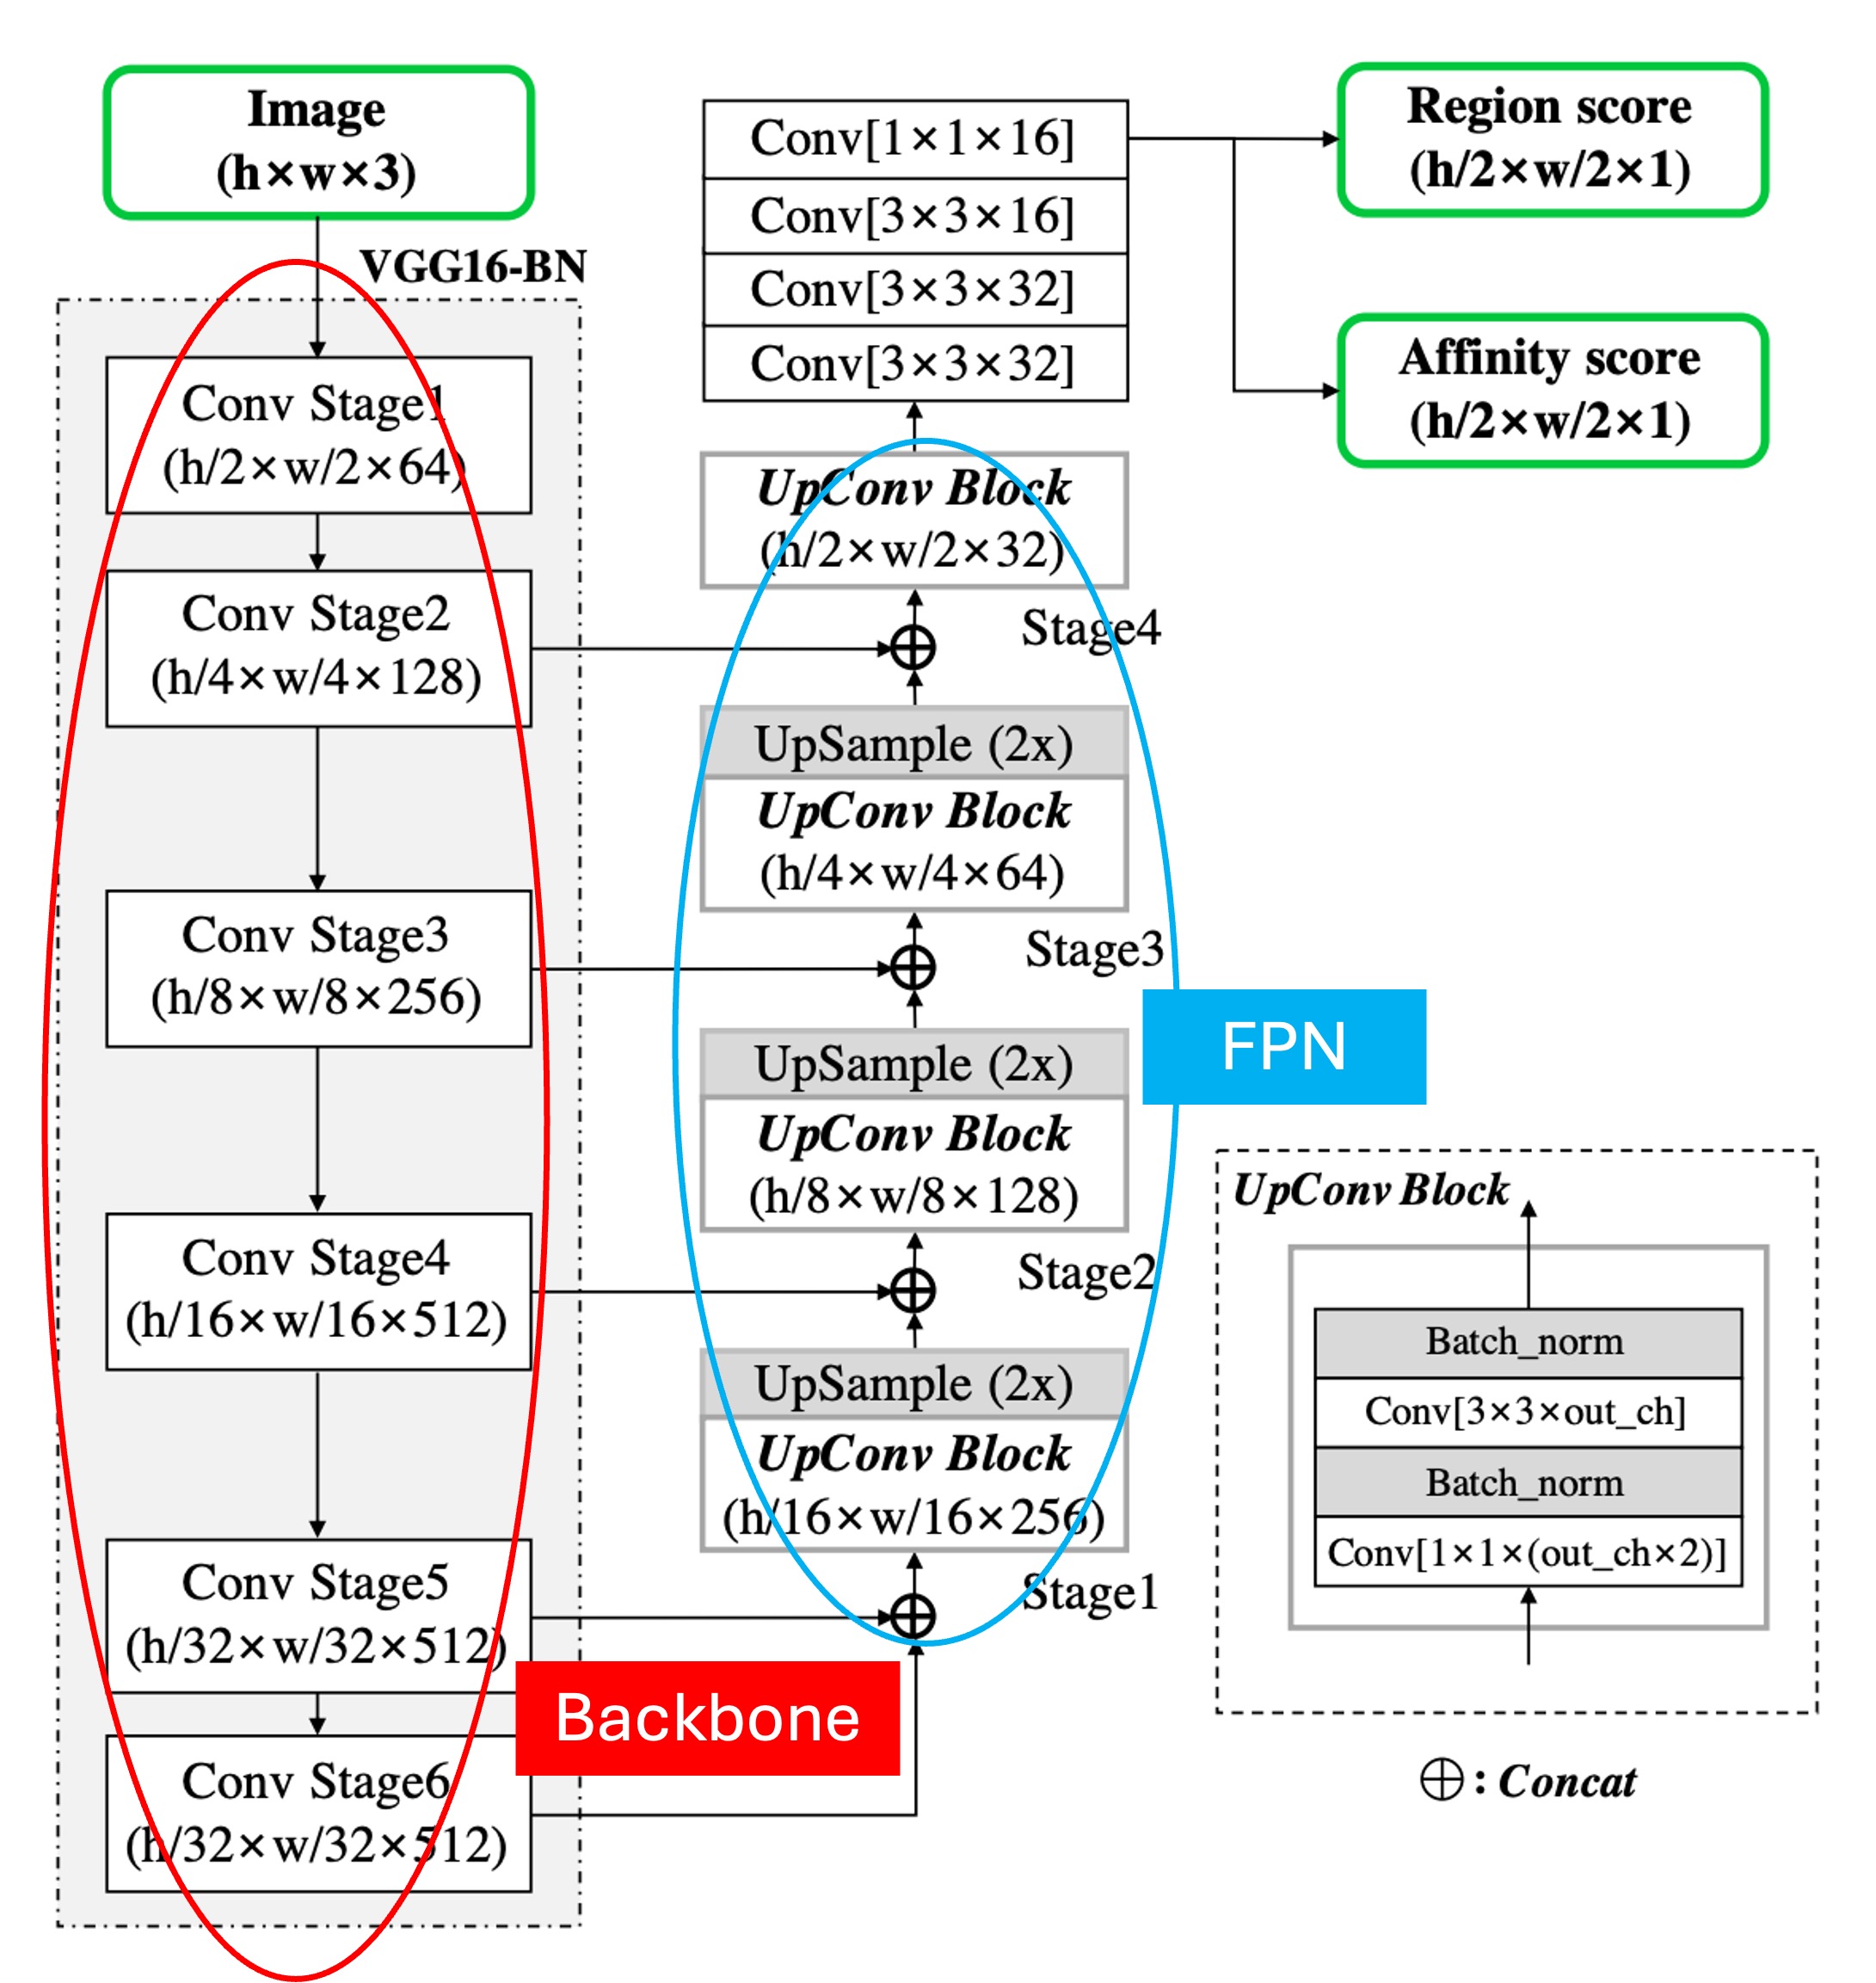 Image
(h×w×3)
VGG16-BN
Conv Stage1
(h/2×w/2×64)
Conv Stage2
(h/4×w/4×128)
Conv Stage3
(h/8×w/8×256)
Conv Stage4
(h/16×w/16×512)
Conv Stage5
(h/32×w/32×512)
Conv Stage6
(h/32×w/32×512)
Backbone
Conv[1×1×16]
Conv[3×3×16]
Conv[3×3×32]
Conv[3×3×32]
UpConv Block
(h/2×w/2×32)
Stage4
UpSample (2x)
UpConv Block
(h/4×w/4×64)
Stage3
UpSample (2x)
UpConv Block
(h/8×w/8×128)
Stage2
UpSample (2x)
UpConv Block
(h/16×w/16×256)
Stage1
FPN
Region score
(h/2×w/2×1)
Affinity score
(h/2×w/2×1)
UpConv Block
Batch_norm
Conv[3×3×out_ch]
Batch_norm
Conv[1×1×(out_ch×2)]
⊕ : Concat